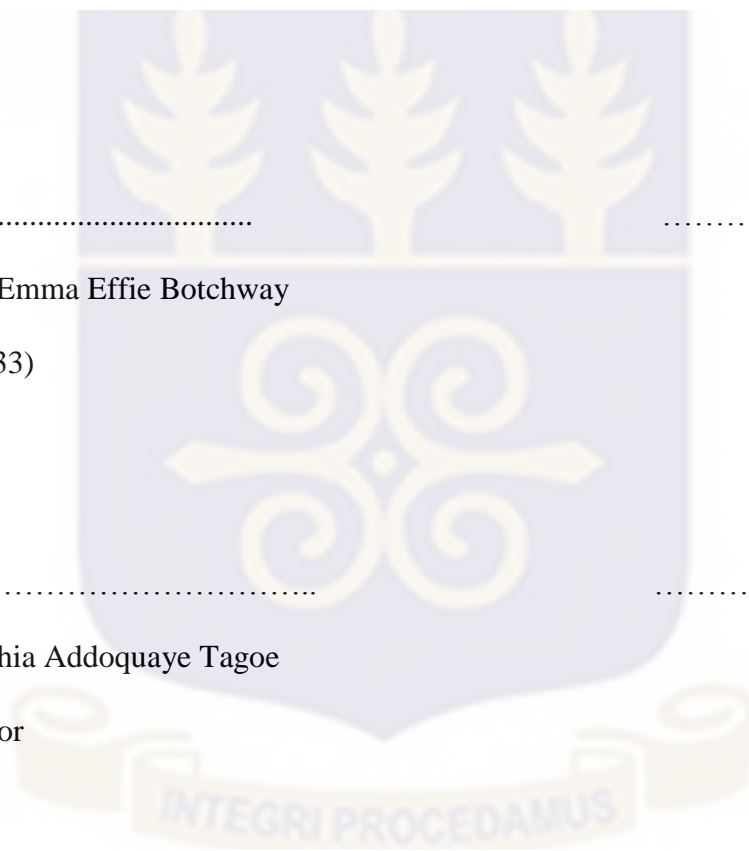 .............................. ………
Emma Effie Botchway
33)
………………………….. ………
hia Addoquaye Tagoe
or
INTEGRI PROCEDAMUS